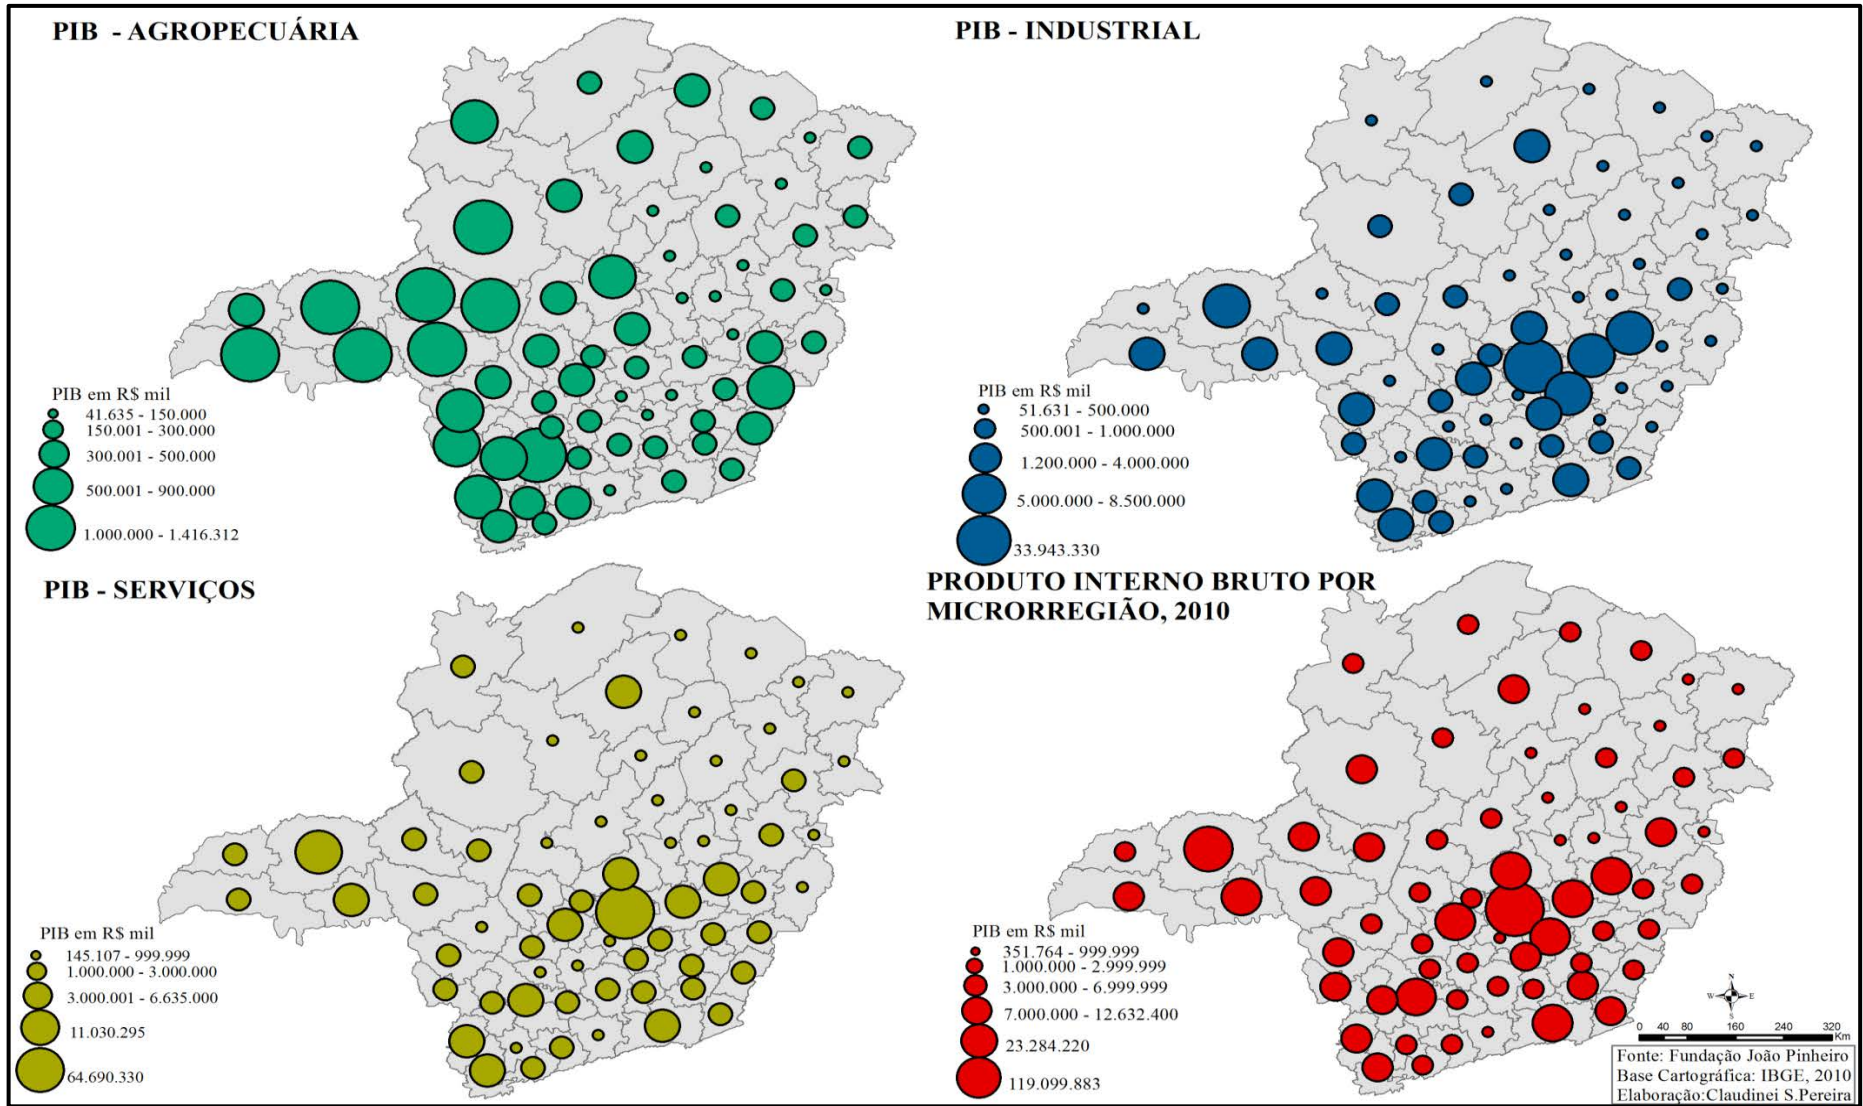 PIB - AGROPECUÁRIA
PIB em R$ mil
41.635 - 150.000
150.001 - 300.000
300.001 - 500.000
500.001 - 900.000
1.000.000 - 1.416.312
PIB - INDUSTRIAL
PIB em R$ mil
51.631 - 500.000
500.001 - 1.000.000
1.200.000 - 4.000.000
5.000.000 - 8.500.000
33.943.330
PIB - SERVIÇOS
PIB em R$ mil
145.107 - 999.999
1.000.000 - 3.000.000
3.000.001 - 6.635.000
11.030.295
64.690.330
PRODUTO INTERNO BRUTO POR
MICRORREGIÃO, 2010
PIB em R$ mil
351.764 - 999.999
1.000.000 - 2.999.999
3.000.000 - 6.999.999
7.000.000 - 12.632.400
23.284.220
119.099.883
N
W E
S
0 40 80 160 240 320
Km
Fonte: Fundação João Pinheiro
Base Cartográfica: IBGE, 2010
Elaboração:Claudinei S.Pereira